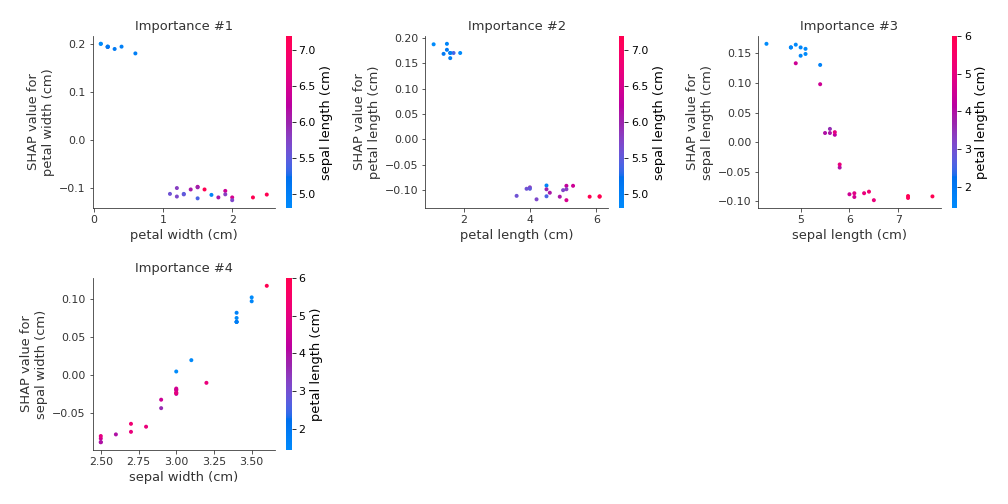 Importance #1
SHAP value for
petal width (cm)
0.2
0.1
0.0
−0.1
0
1
2
petal width (cm)
7.0
6.5
6.0
5.5
5.0
sepal length (cm)
Importance #2
SHAP value for
petal length (cm)
0.20
0.15
0.10
0.05
0.00
−0.05
−0.10
2
4
6
petal length (cm)
7.0
6.5
6.0
5.5
5.0
sepal length (cm)
Importance #3
SHAP value for
sepal length (cm)
0.15
0.10
0.05
0.00
−0.05
−0.10
5
6
7
sepal length (cm)
6
5
4
3
2
petal length (cm)
Importance #4
SHAP value for
sepal width (cm)
0.10
0.05
0.00
−0.05
2.50
2.75
3.00
3.25
3.50
sepal width (cm)
6
5
4
3
2
petal length (cm)